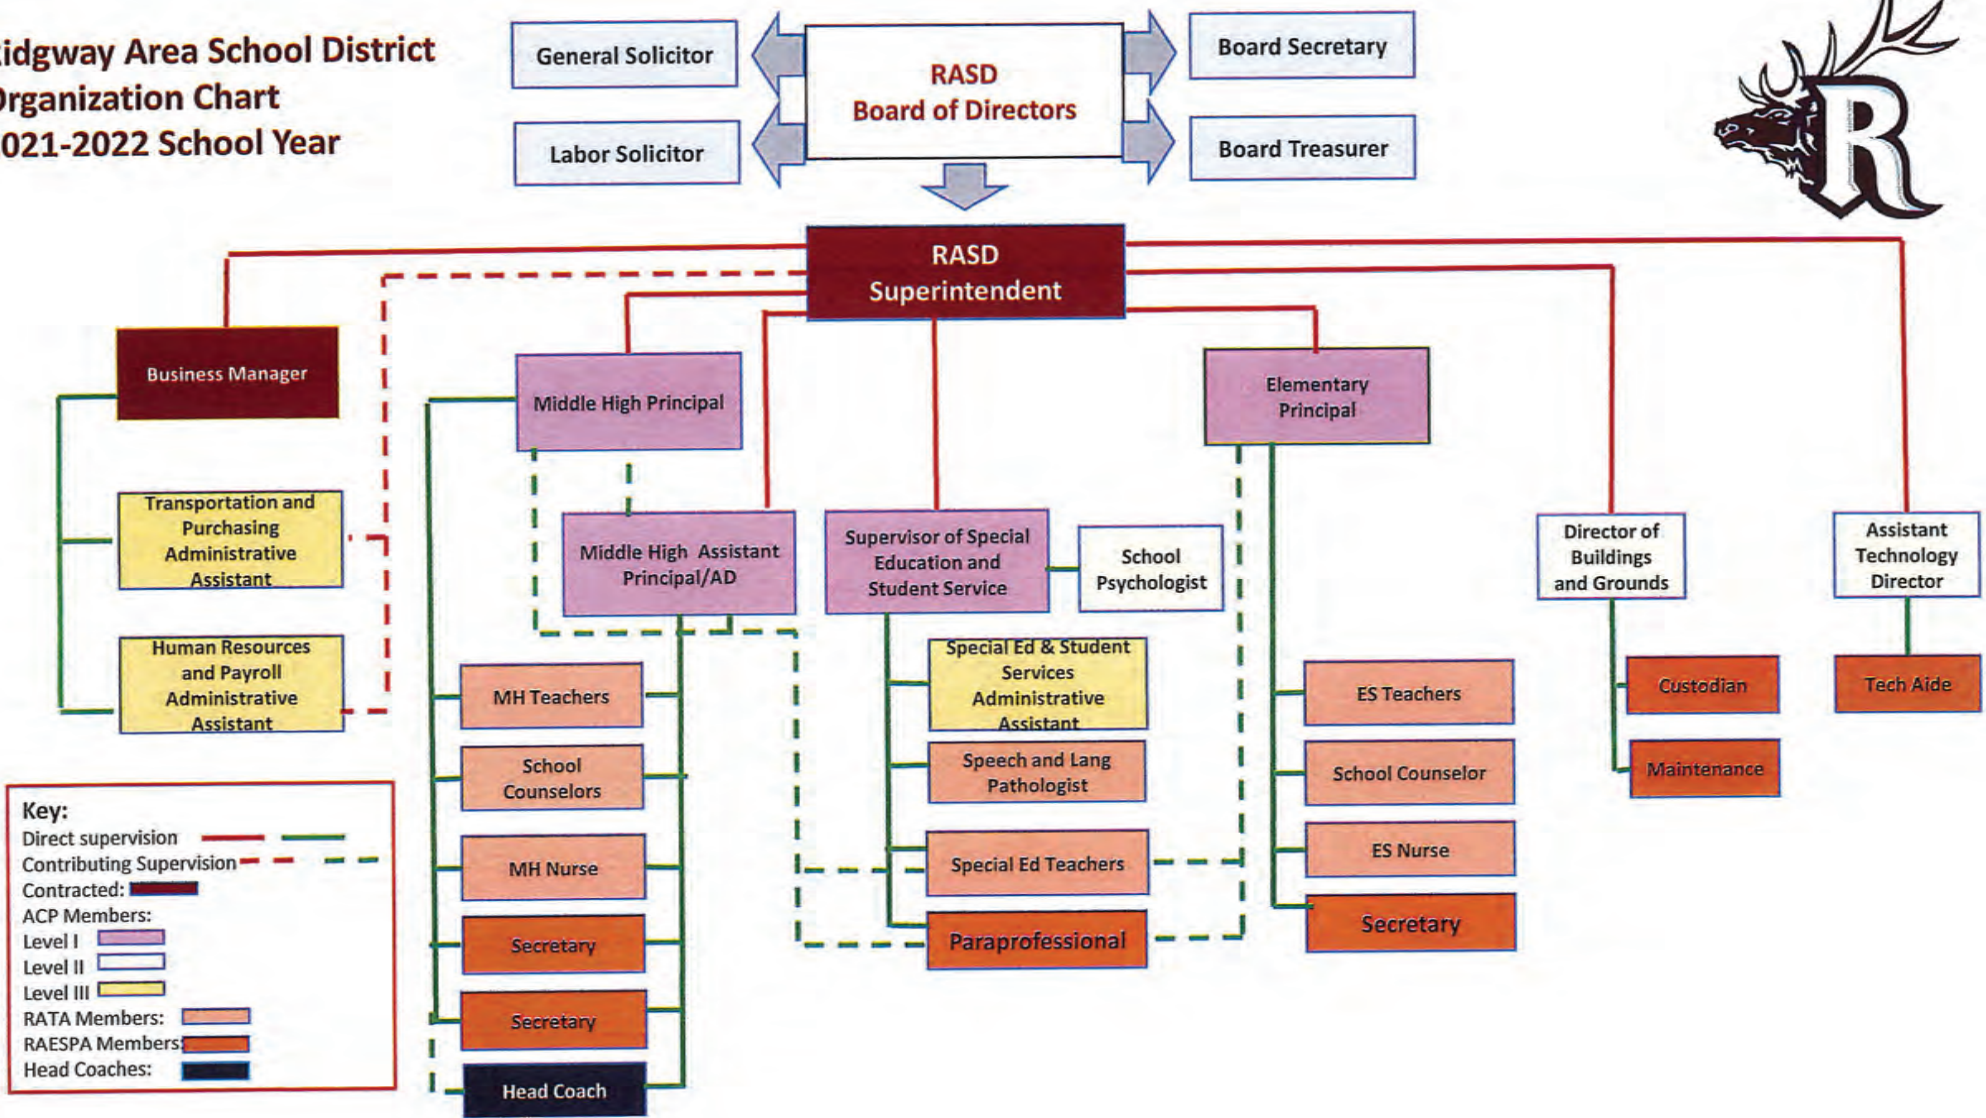 idgway Area School District
Organization Chart
021-2022 School Year
General Solicitor
Labor Solicitor
RASD
Board of Directors
Board Secretary
Board Treasurer
R
RASD
Superintendent
Business Manager
Transportation and
Purchasing
Administrative
Assistant
Human Resources
and Payroll
Administrative
Assistant
Middle High Principal
Middle High Assistant
Principal/AD
MH Teachers
School
Counselors
MH Nurse
Secretary
Secretary
Head Coach
Supervisor of Special
Education and
Student Service
School
Psychologist
Special Ed & Student
Services
Administrative
Assistant
Speech and Lang
Pathologist
Special Ed Teachers
Paraprofessional
Elementary
Principal
ES Teachers
School Counselor
ES Nurse
Secretary
Director of
Buildings
and Grounds
Custodian
Maintenance
Assistant
Technology
Director
Tech Aide
Key:
Direct supervision
Contributing Supervision
Contracted:
ACP Members:
Level I
Level II
Level III
RATA Members:
RAESPA Members:
Head Coaches: